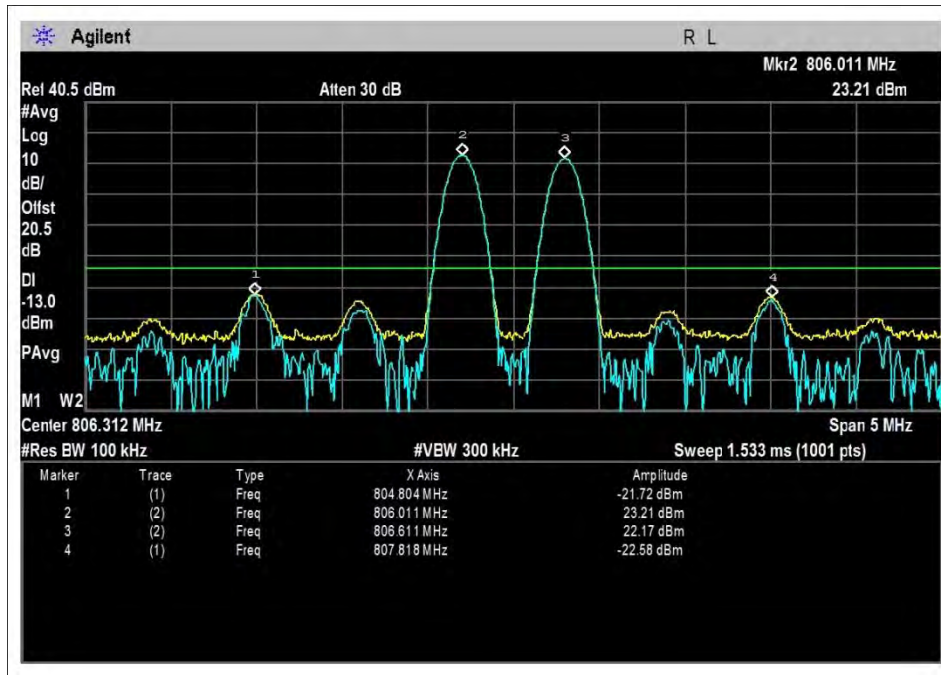 Agilent R L
Mkr2 806.011 MHz
Rel 40.5 dBm Atten 30 dB 23.21 dBm
#Avg
Log
10
dB/
Offst
20.5
dB
DI
-13.0
dBm
PAvg
M1 W2
1
2
3
4
Center 806.312 MHz Span 5 MHz
#Res BW 100 kHz #VBW 300 kHz Sweep 1.533 ms (1001 pts)
Marker Trace Type X Axis Amplitude
1 (1) Freq 804.804 MHz -21.72 dBm
2 (2) Freq 806.011 MHz 23.21 dBm
3 (2) Freq 806.611 MHz 22.17 dBm
4 (1) Freq 807.818 MHz -22.58 dBm